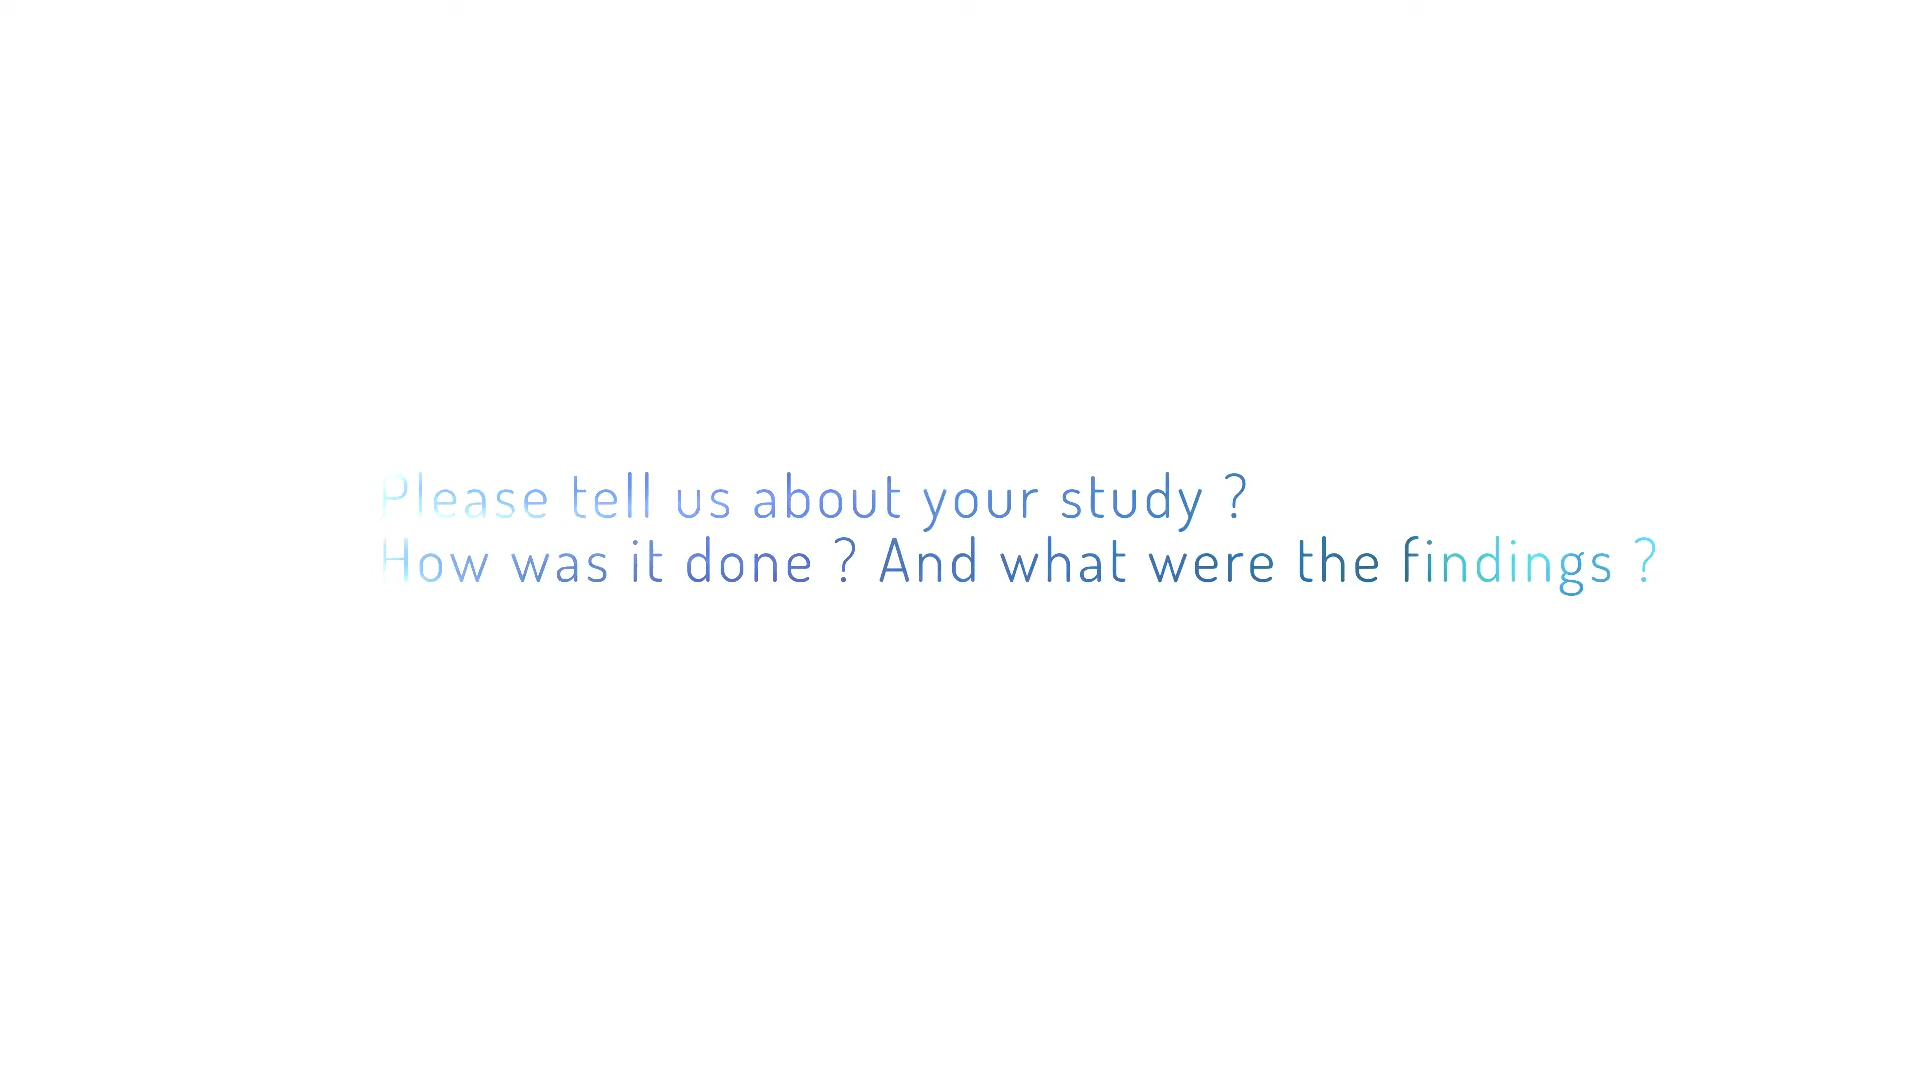 Please tell us about your study ?
How was it done ? And what were the findings ?